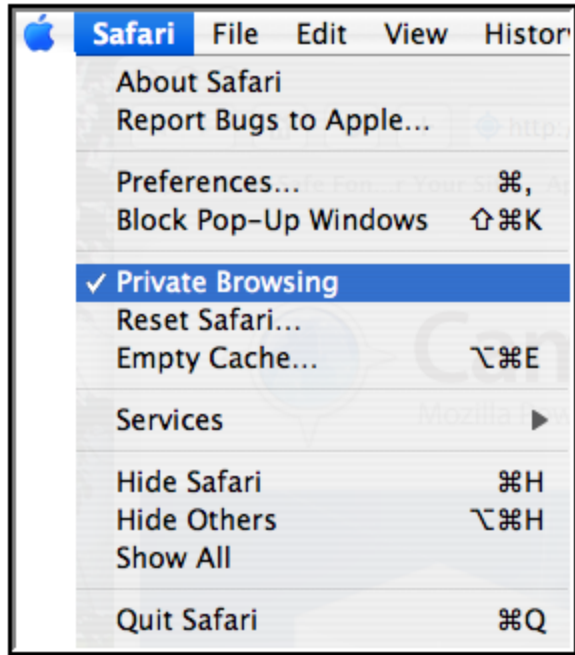 Safari File Edit View Histor
About Safari
Report Bugs to Apple...
Preferences... ⌘,
Block Pop-Up Windows ⇧⌘K
✓ Private Browsing
Reset Safari...
Empty Cache... ⌥⌘E
Services ▶
Hide Safari ⌘H
Hide Others ⌥⌘H
Show All
Quit Safari ⌘Q